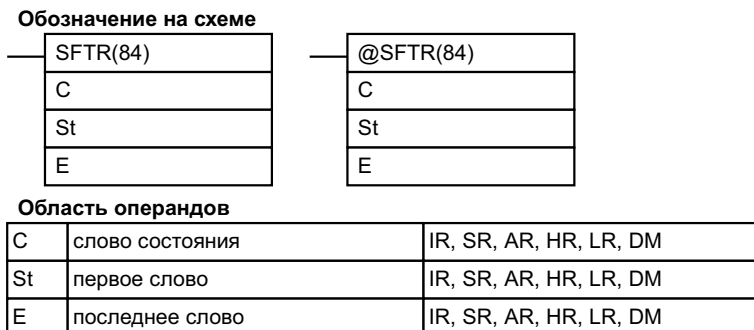 Обозначение на схеме
SFTR(84) @SFTR(84)
C C
St St
E E
Область операндов
C слово состояния IR, SR, AR, HR, LR, DM
St первое слово IR, SR, AR, HR, LR, DM
E последнее слово IR, SR, AR, HR, LR, DM